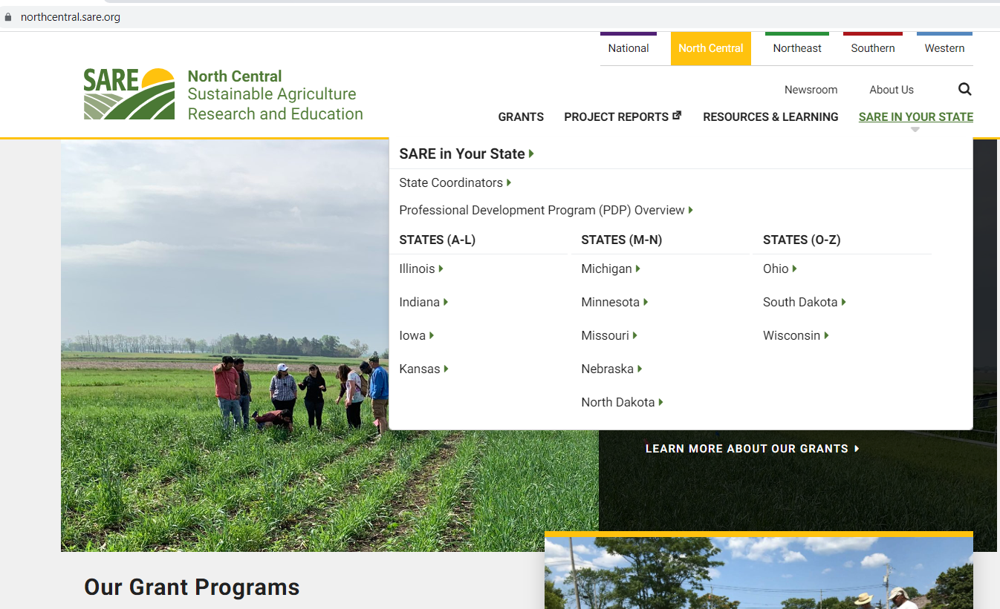 northcentral.sare.org
National
North Central
Northeast
Southern
Western
SARE
North Central
Sustainable Agriculture
Research and Education
Newsroom
About Us
GRANTS
PROJECT REPORTS
RESOURCES & LEARNING
SARE IN YOUR STATE
SARE in Your State
State Coordinators
Professional Development Program (PDP) Overview
STATES (A-L)
Illinois
Indiana
Iowa
Kansas
STATES (M-N)
Michigan
Minnesota
Missouri
Nebraska
North Dakota
STATES (O-Z)
Ohio
South Dakota
Wisconsin
LEARN MORE ABOUT OUR GRANTS
Our Grant Programs